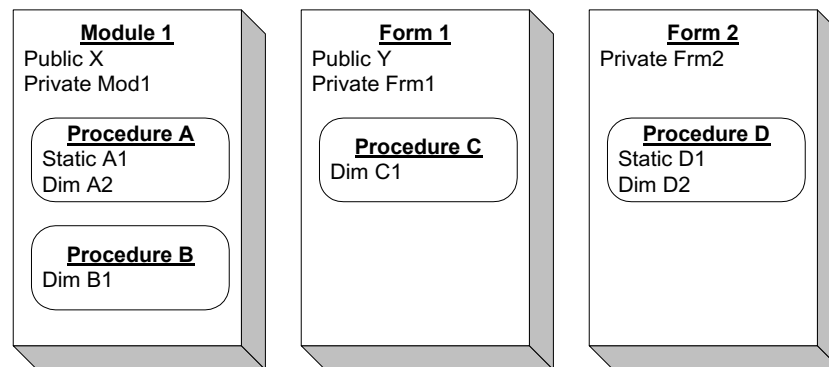 Module 1
Public X
Private Mod1
Procedure A
Static A1
Dim A2
Procedure B
Dim B1
Form 1
Public Y
Private Frm1
Procedure C
Dim C1
Form 2
Private Frm2
Procedure D
Static D1
Dim D2